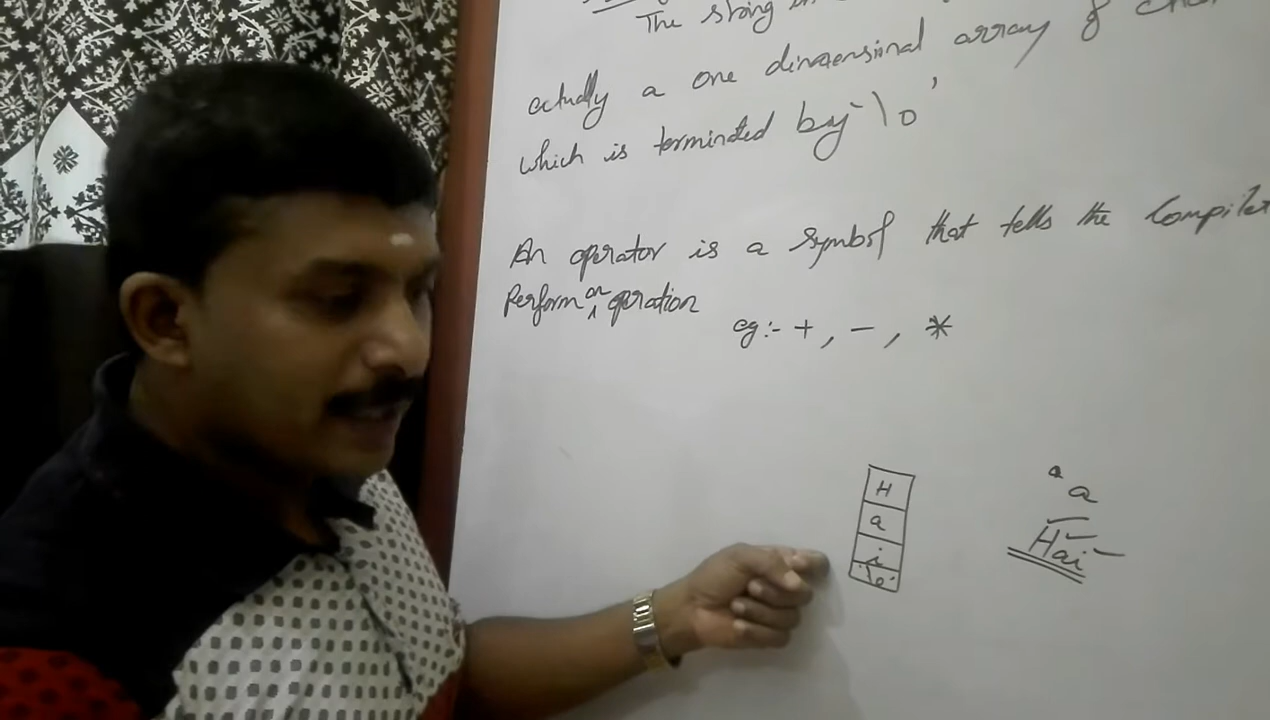 The string
actually a one dimensional array of char
which is terminated by '\0'
An operator is a symbol that tells the Compiler
Perform an operation
eg:- +, -, *
H
a
i
'\0'
a a
Hai